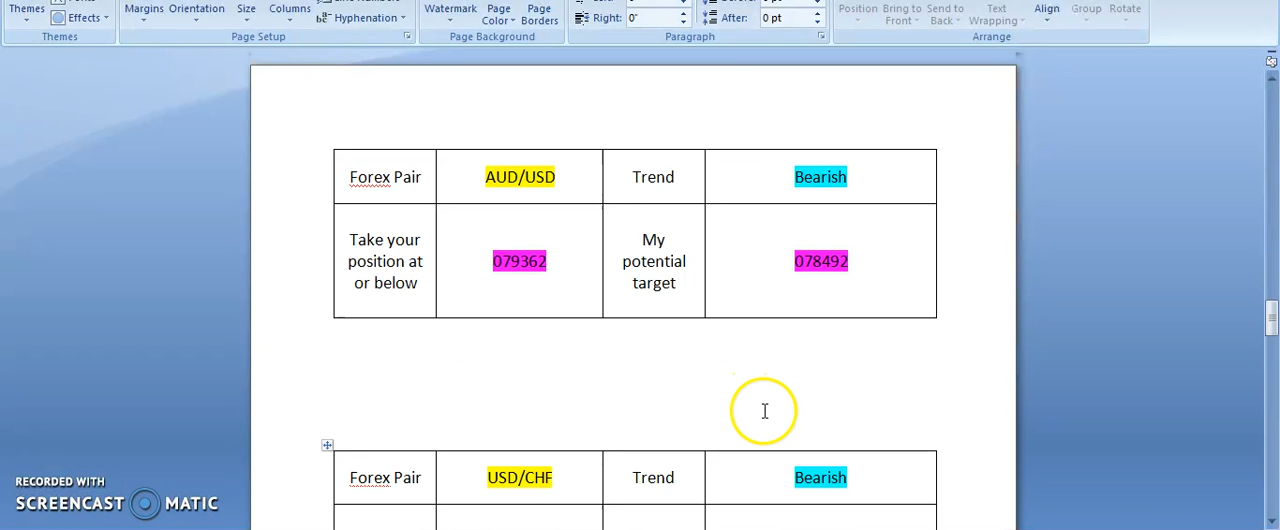 Themes
Effects
Margins Orientation Size Columns
Hyphenation
Watermark Page Color Page Borders
Right: 0"
After: 0 pt
Position Bring to Front Send to Back Text Wrapping Align Group Rotate
Themes Page Setup Page Background Paragraph Arrange
Forex Pair AUD/USD Trend Bearish
Take your position at or below 079362 My potential target 078492
Forex Pair USD/CHF Trend Bearish
RECORDED WITH
SCREENCAST MATIC